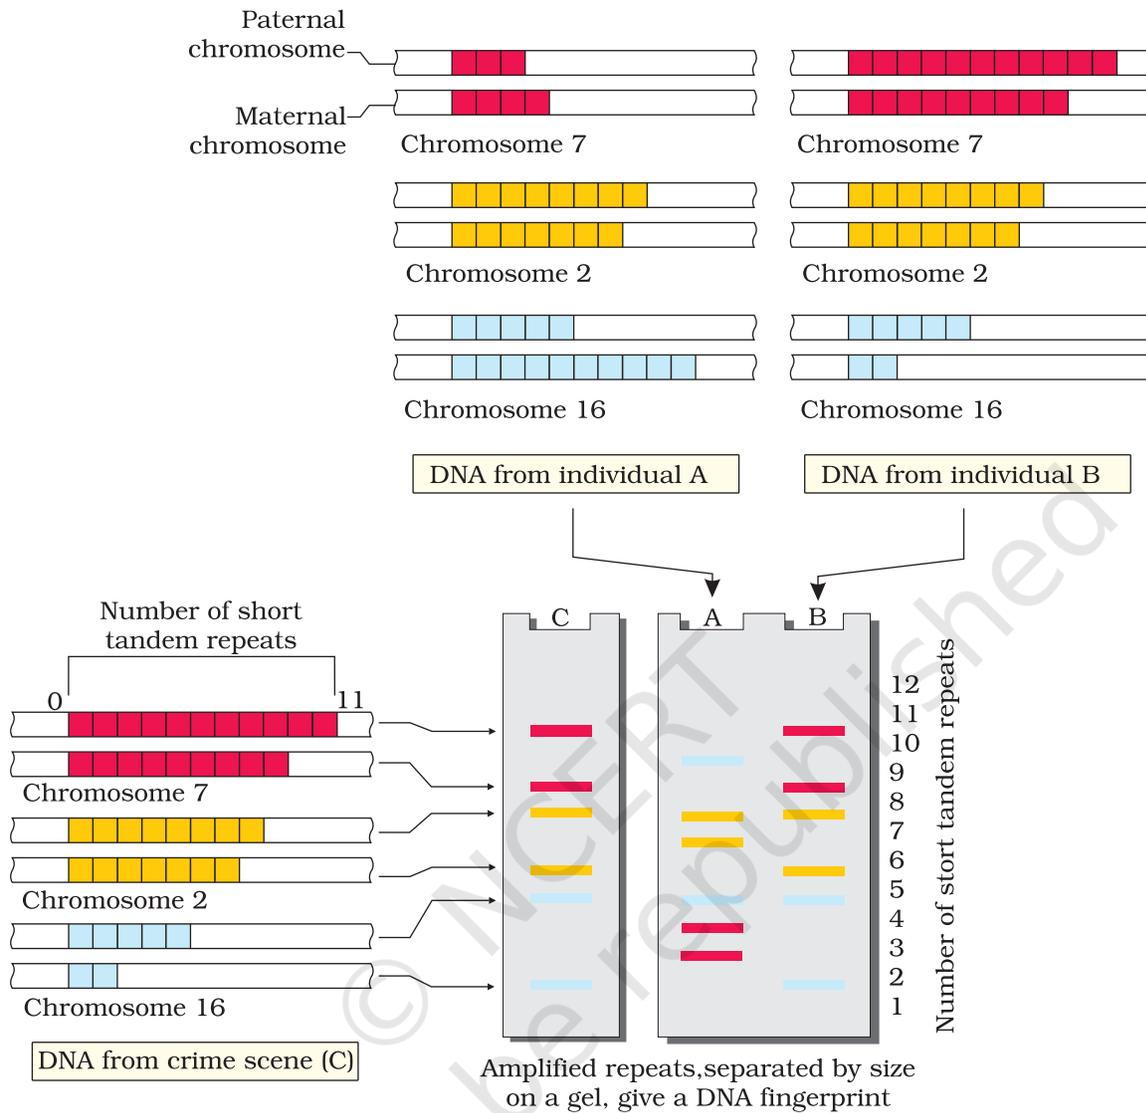 Paternal
chromosome
Maternal
chromosome
Chromosome 7
Chromosome 7
Chromosome 2
Chromosome 2
Chromosome 16
Chromosome 16
DNA from individual A
DNA from individual B
Number of short
tandem repeats
0
11
Chromosome 7
Chromosome 2
Chromosome 16
DNA from crime scene (C)
C
A
B
12
11
10
9
8
7
6
5
4
3
2
1
Number of stort tandem repeats
Amplified repeats,separated by size
on a gel, give a DNA fingerprint
© NCERT
be republished